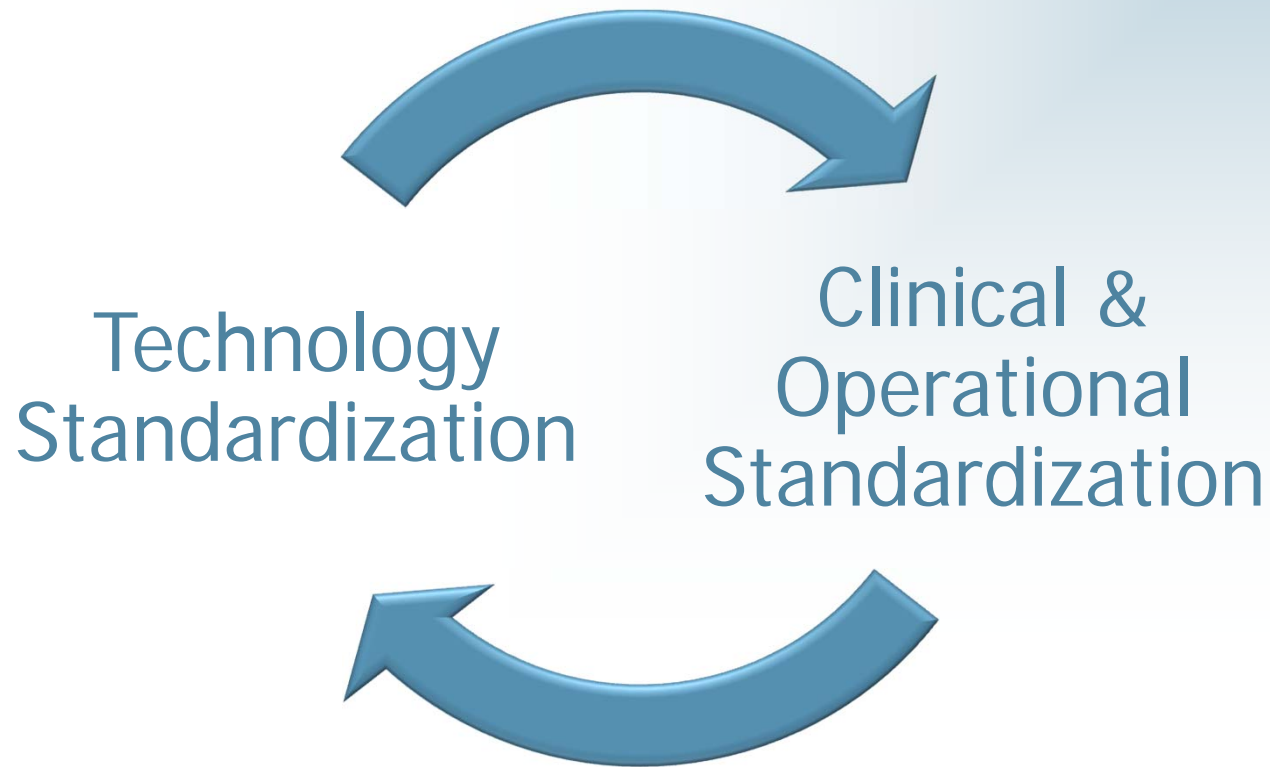 Technology
Standardization
Clinical &
Operational
Standardization